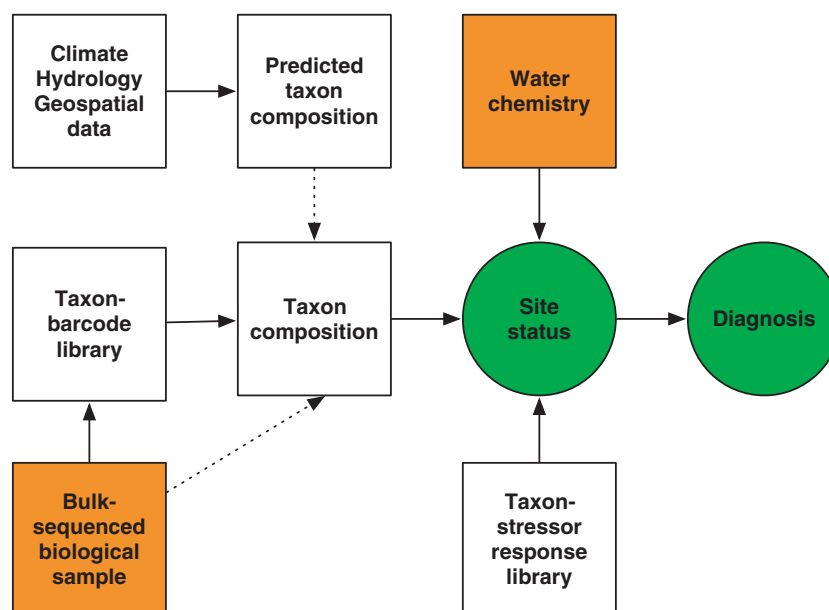 Climate
Hydrology
Geospatial
data
Predicted
taxon
composition
Water
chemistry
Taxon-
barcode
library
Taxon
composition
Site
status
Diagnosis
Bulk-
sequenced
biological
sample
Taxon-
stressor
response
library